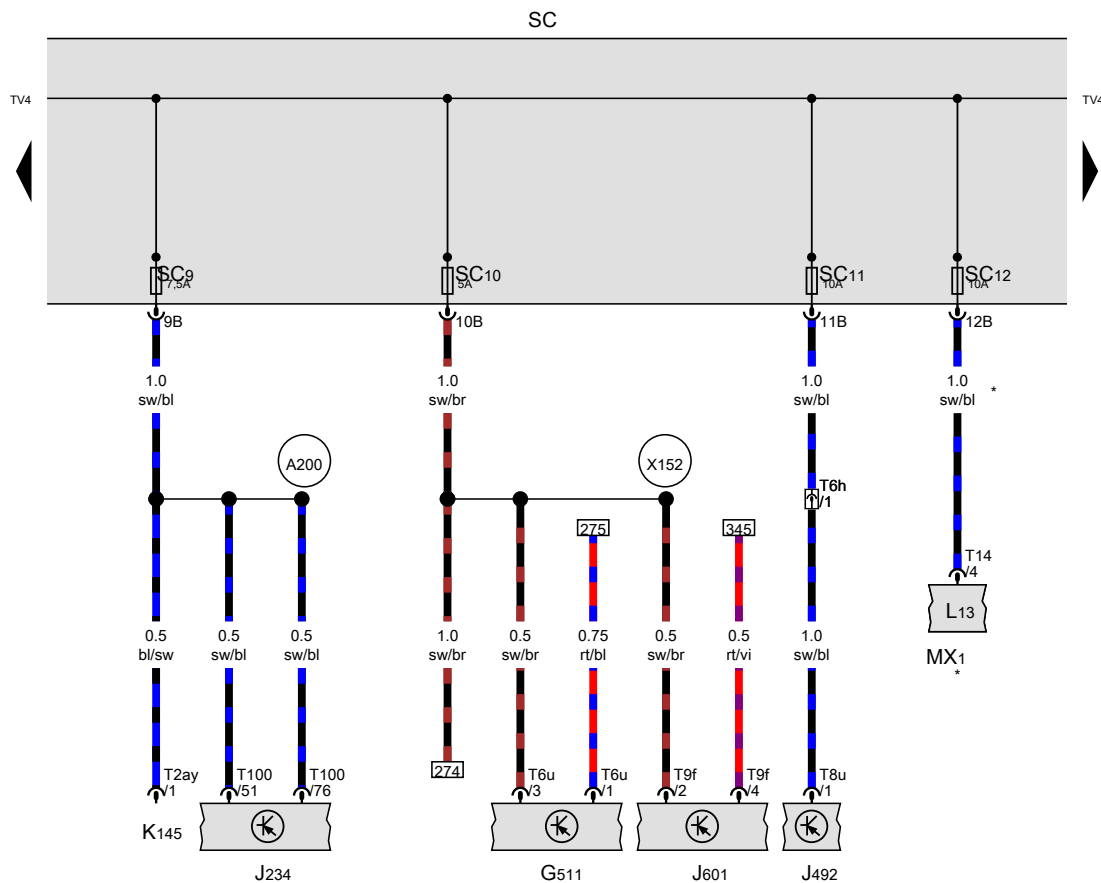 SC
TV4 TV4
SC9 SC10 SC11 SC12
7,5A 5A 10A 10A
9B 10B 11B 12B
1.0 1.0 1.0 1.0
sw/bl sw/br sw/bl sw/bl *
A200 X152
T6h
/1
275 345
T14
/4
L13
0.5 0.5 0.5 1.0 0.5 0.75 0.5 0.5 1.0
bl/sw sw/bl sw/bl sw/br sw/br rt/bl sw/br rt/vi sw/bl
MX1
*
274
T2ay T100 T100 T6u T6u T9f T9f T8u
/1 /51 /76 /3 /1 /2 /4 /1
K145
J234 G511 J601 J492